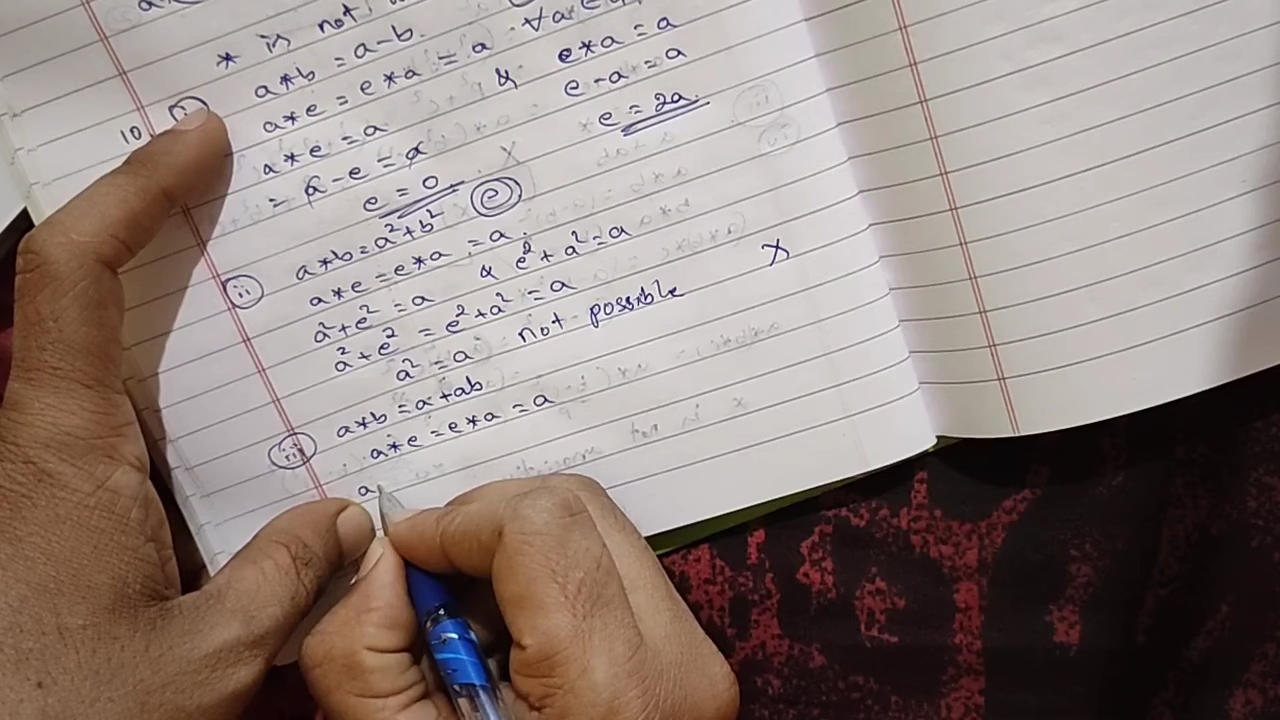 * is not
a*b = a-b.
10 i a*e = e*a = a ∀a∈
a*e = a & e*a = a
= a-e = a e-a = a
e = 0 X e = 2a.
e
ii a*b = a²+b²
a*e = e*a = a.
a²+e² = a & e²+a² = a
a²+e² = e²+a² = a X
a² = a not possible
iii a*b = a+ab
a*e = e*a = a
a